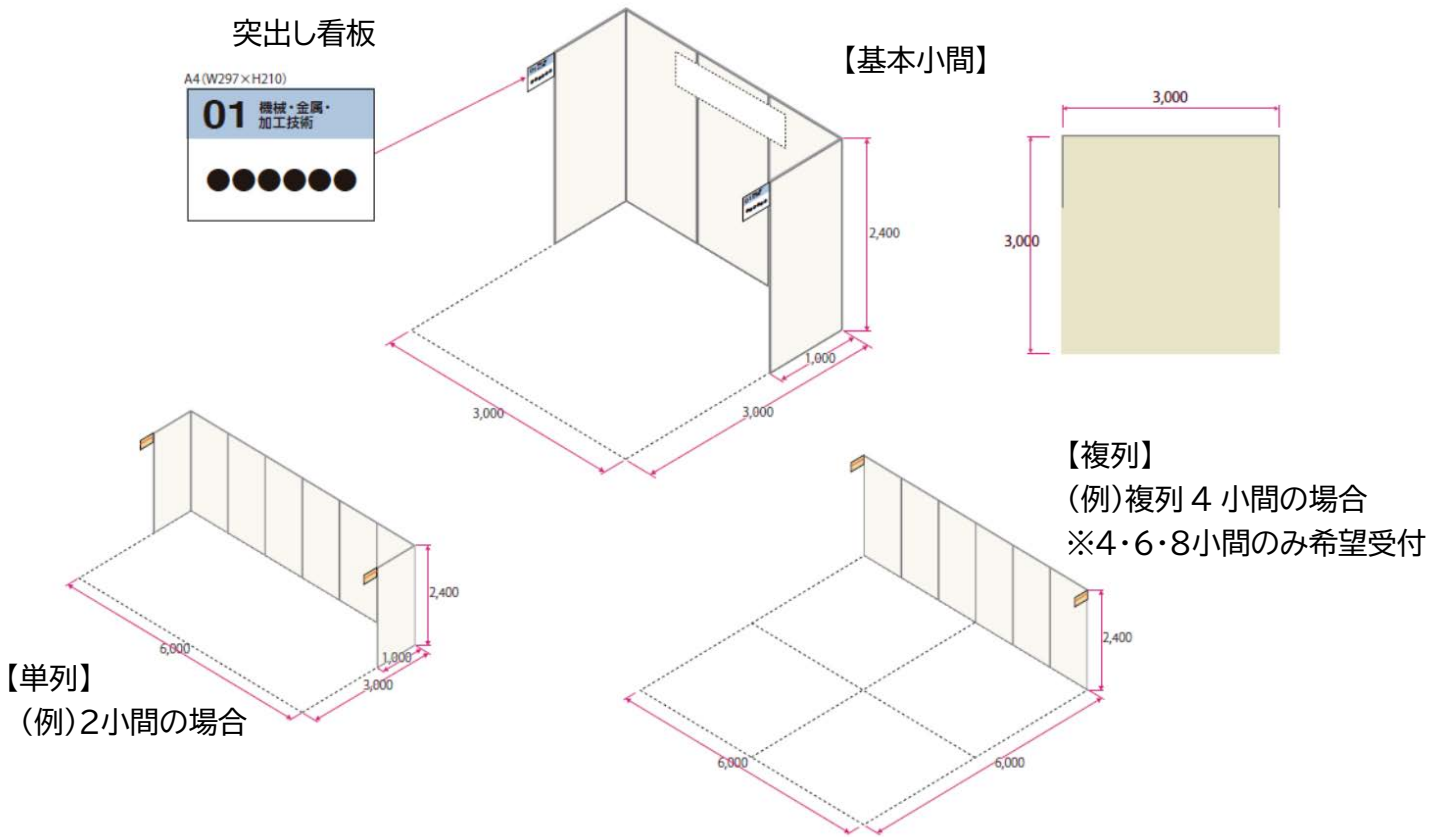 突出し看板
A4(W297×H210)
01 機械・金属・
加工技術
●●●●●●
【基本小間】
2,400
1,000
3,000
3,000
3,000
3,000
【単列】
(例)2小間の場合
2,400
1,000
3,000
6,000
【複列】
(例)複列4小間の場合
※4・6・8小間のみ希望受付
2,400
6,000
6,000